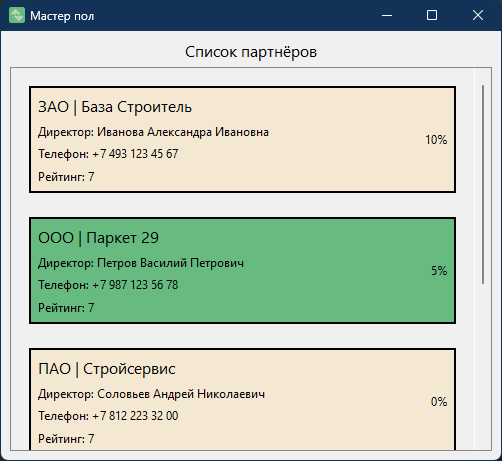 Мастер пол
Список партнёров
ЗАО | База Строитель
Директор: Иванова Александра Ивановна
Телефон: +7 493 123 45 67
Рейтинг: 7
10%
ООО | Паркет 29
Директор: Петров Василий Петрович
Телефон: +7 987 123 56 78
Рейтинг: 7
5%
ПАО | Стройсервис
Директор: Соловьев Андрей Николаевич
Телефон: +7 812 223 32 00
Рейтинг: 7
0%